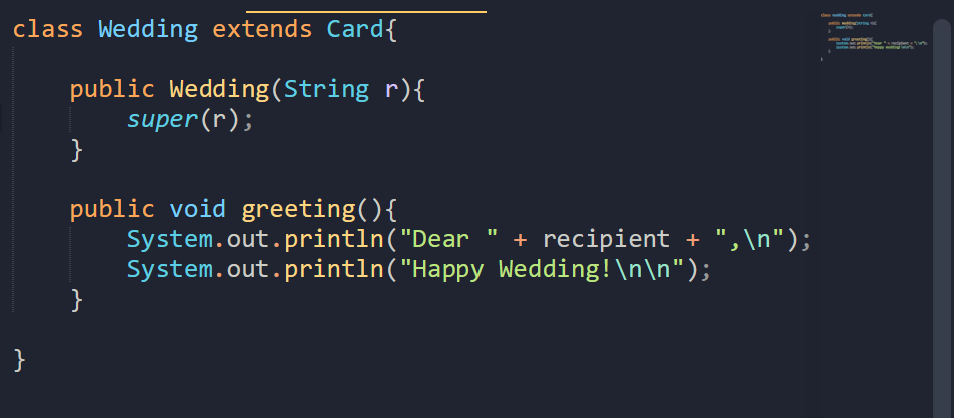 class Wedding extends Card{
public Wedding(String r){
super(r);
}
public void greeting(){
System.out.println("Dear " + recipient + ",\n");
System.out.println("Happy Wedding!\n\n");
}
}